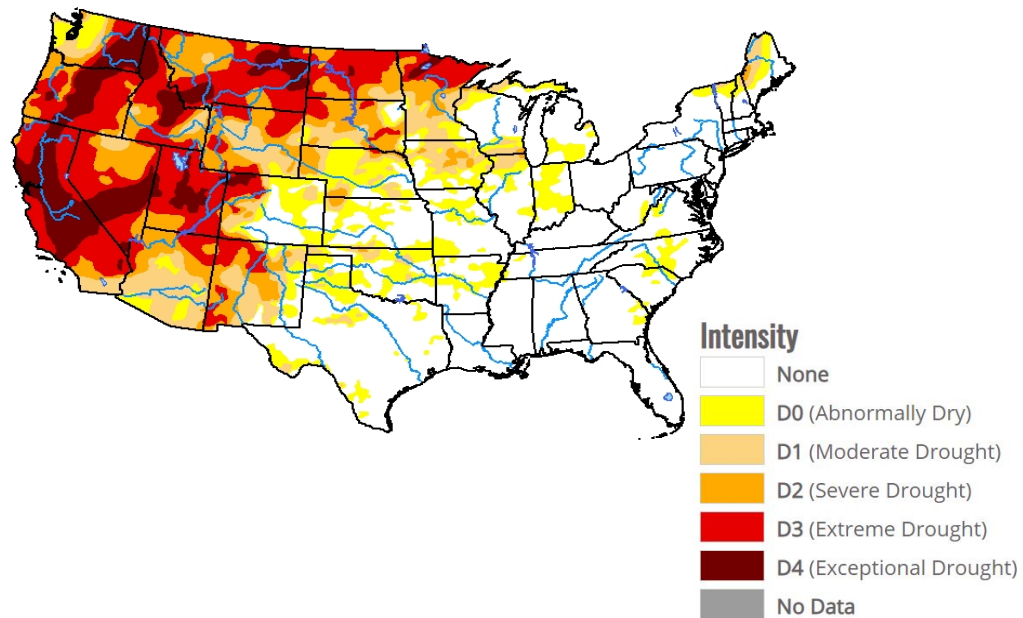 Intensity
None
D0 (Abnormally Dry)
D1 (Moderate Drought)
D2 (Severe Drought)
D3 (Extreme Drought)
D4 (Exceptional Drought)
No Data